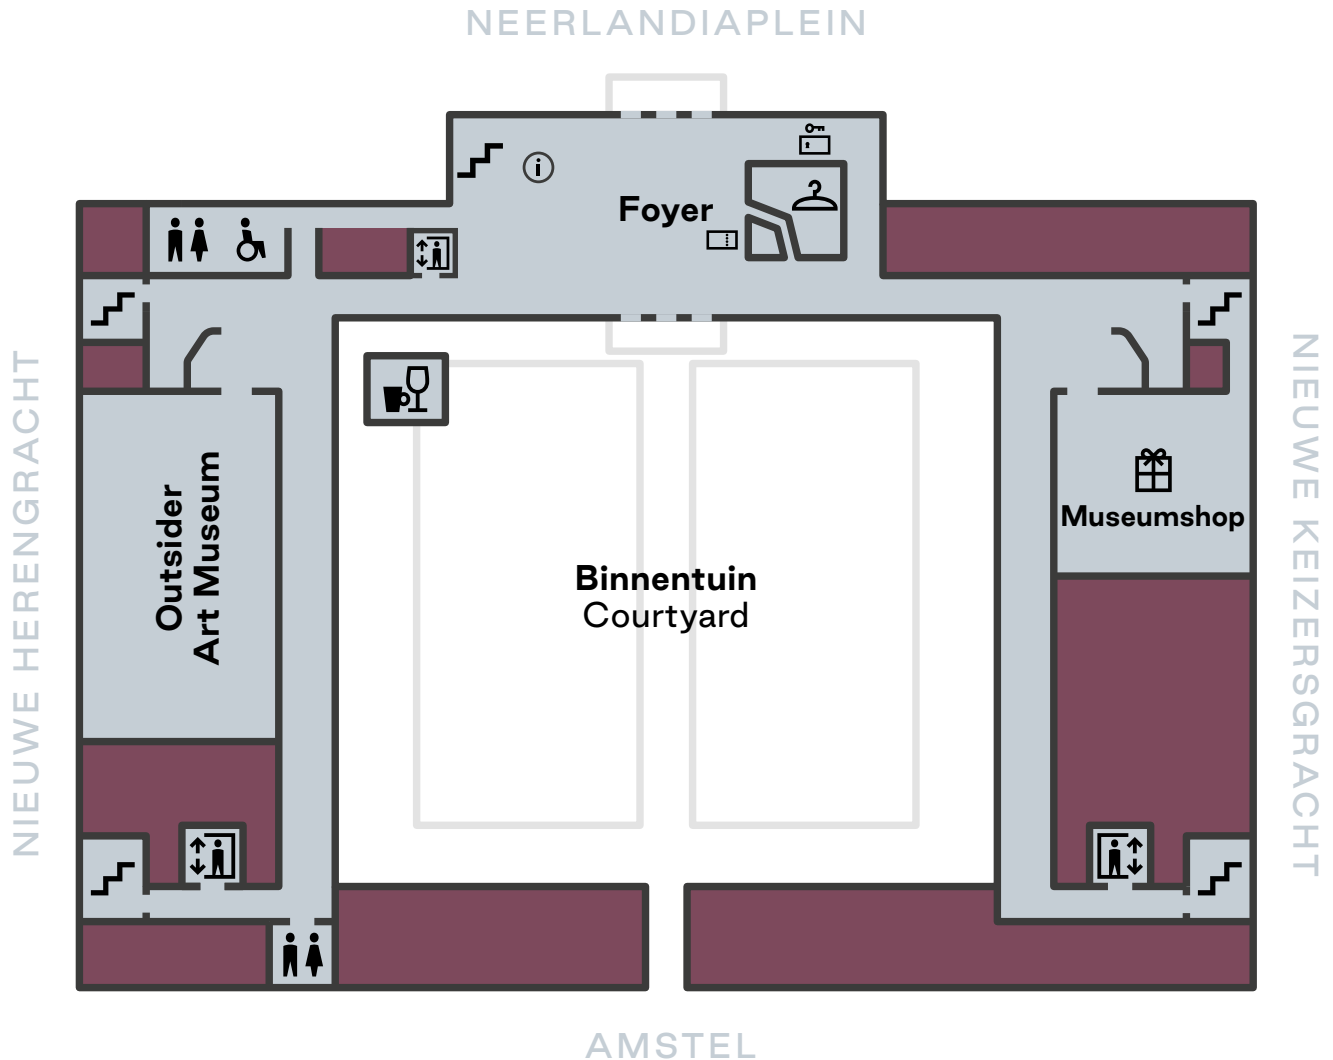 NEERLANDIAPLEIN
Foyer
NIEUWE HERENGRACHT
NIEUWE KEIZERSGRACHT
Outsider
Art Museum
Museumshop
Binnentuin
Courtyard
AMSTEL